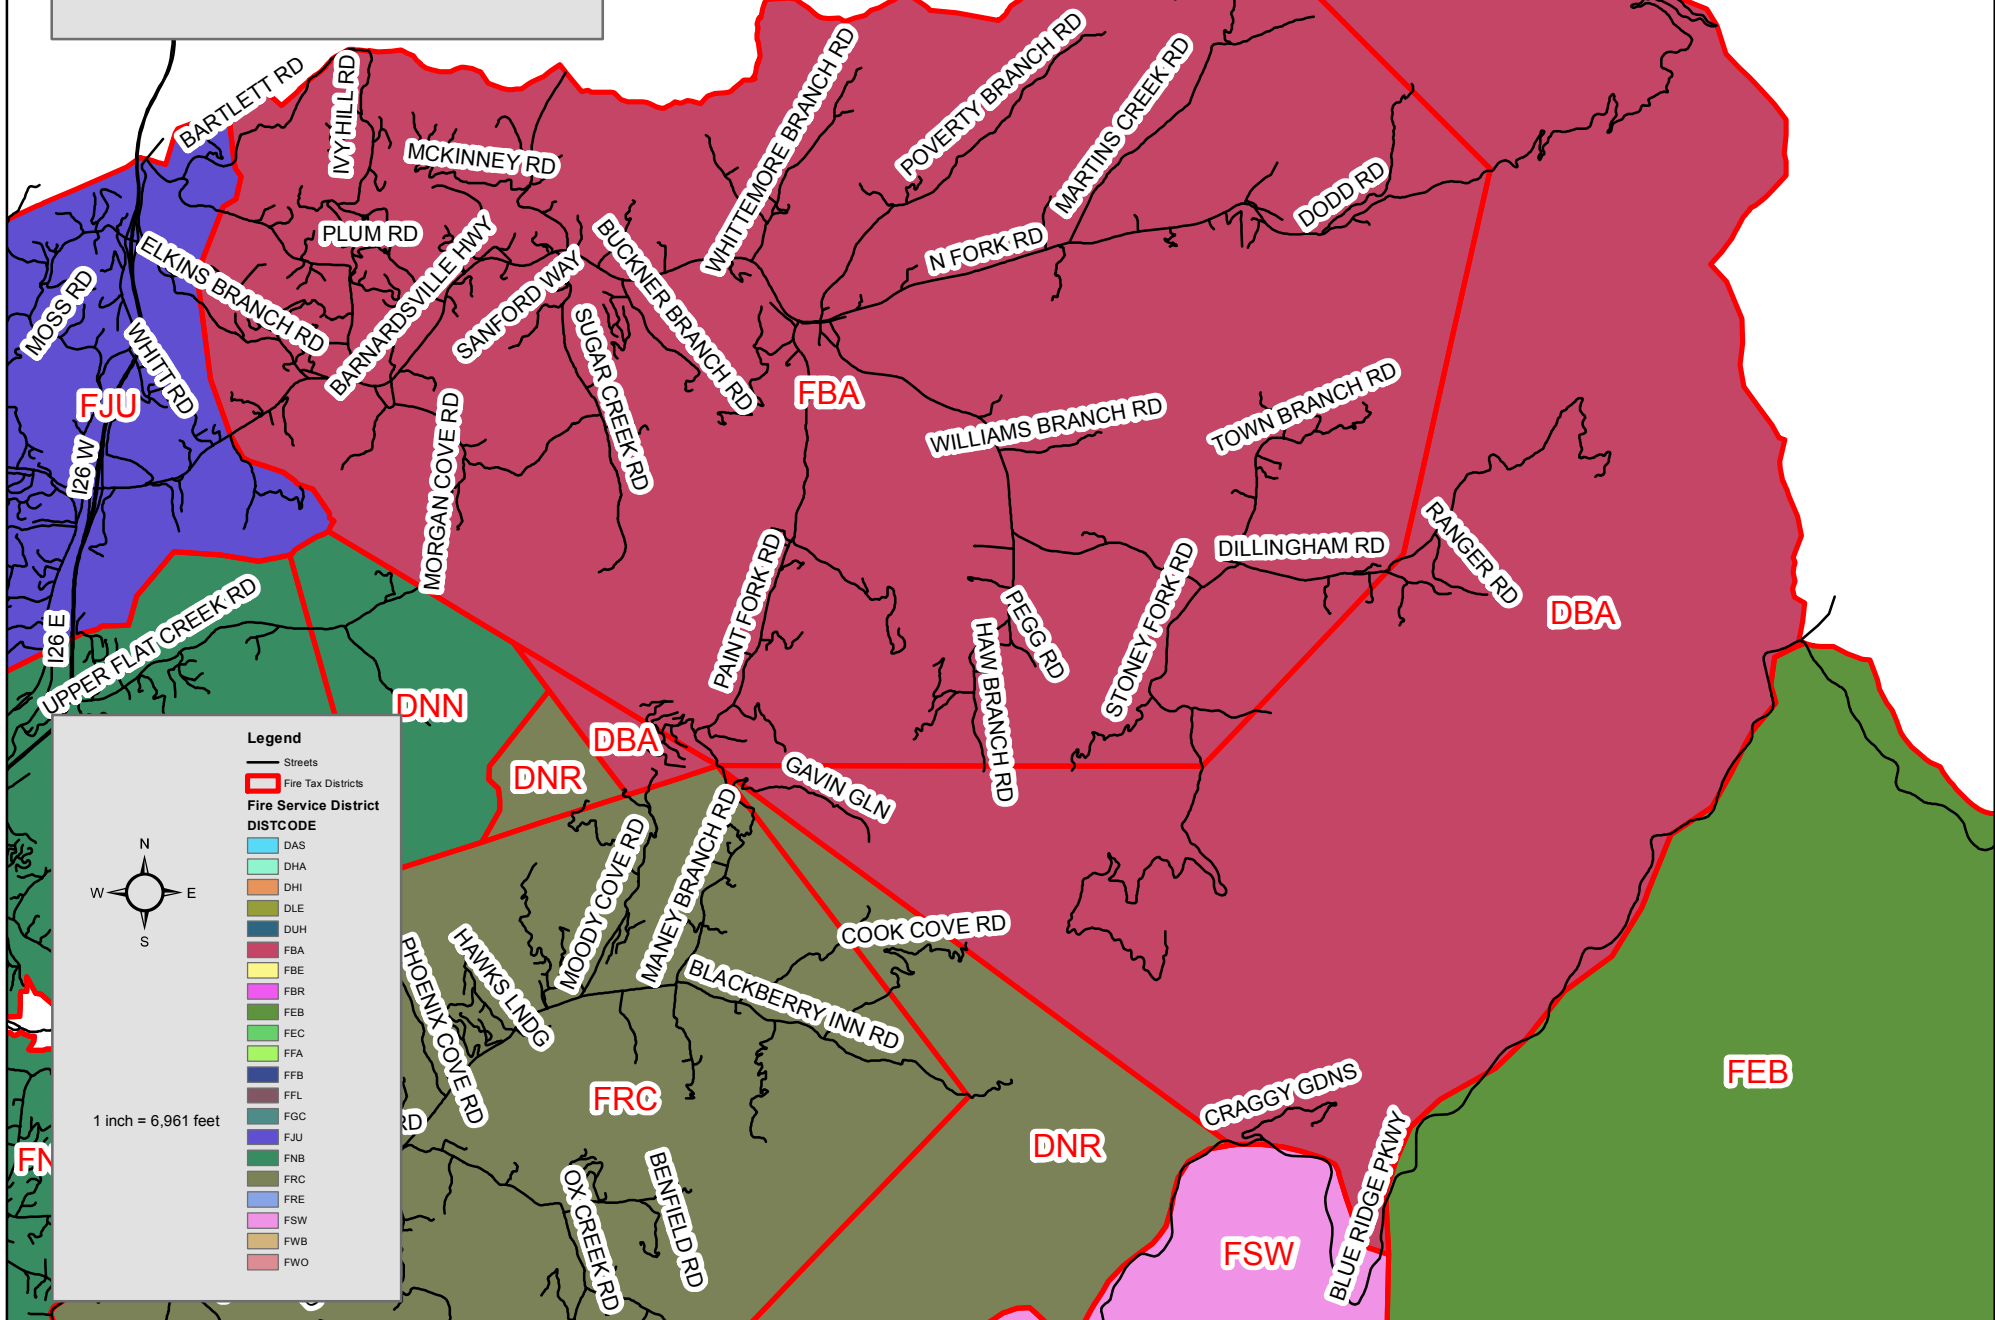 BARTLETT RD
IVY HILL RD
MCKINNEY RD
WHITTEMORE BRANCH RD
POVERTY BRANCH RD
MARTINS CREEK RD
DODD RD
PLUM RD
ELKINS BRANCH RD
BARNARDSVILLE HWY
SANFORD WAY
BUCKNER BRANCH RD
N FORK RD
MOSS RD
WHITT RD
SUGAR CREEK RD
FJU
FBA
WILLIAMS BRANCH RD
TOWN BRANCH RD
I26 W
MORGAN COVE RD
RANGER RD
DILLINGHAM RD
PAINT FORK RD
STONEY FORK RD
PEGG RD
HAW BRANCH RD
DBA
I26 E
UPPER FLAT CREEK RD
DNN
DBA
DNR
GAVIN GLN
MOODY COVE RD
MANEY BRANCH RD
COOK COVE RD
PHOENIX COVE RD
HAWKS LNDG
BLACKBERRY INN RD
FRC
FEB
CRAGGY GDNS
DNR
RD
FN
OX CREEK RD
BENFIELD RD
FSW
BLUE RIDGE PKWY
Legend
Streets
Fire Tax Districts
Fire Service District
DISTCODE
DAS
DHA
DHI
DLE
DUH
FBA
FBE
FBR
FEB
FEC
FFA
FFB
FFL
FGC
FJU
FNB
FRC
FRE
FSW
FWB
FWO
N
W
E
S
1 inch = 6,961 feet